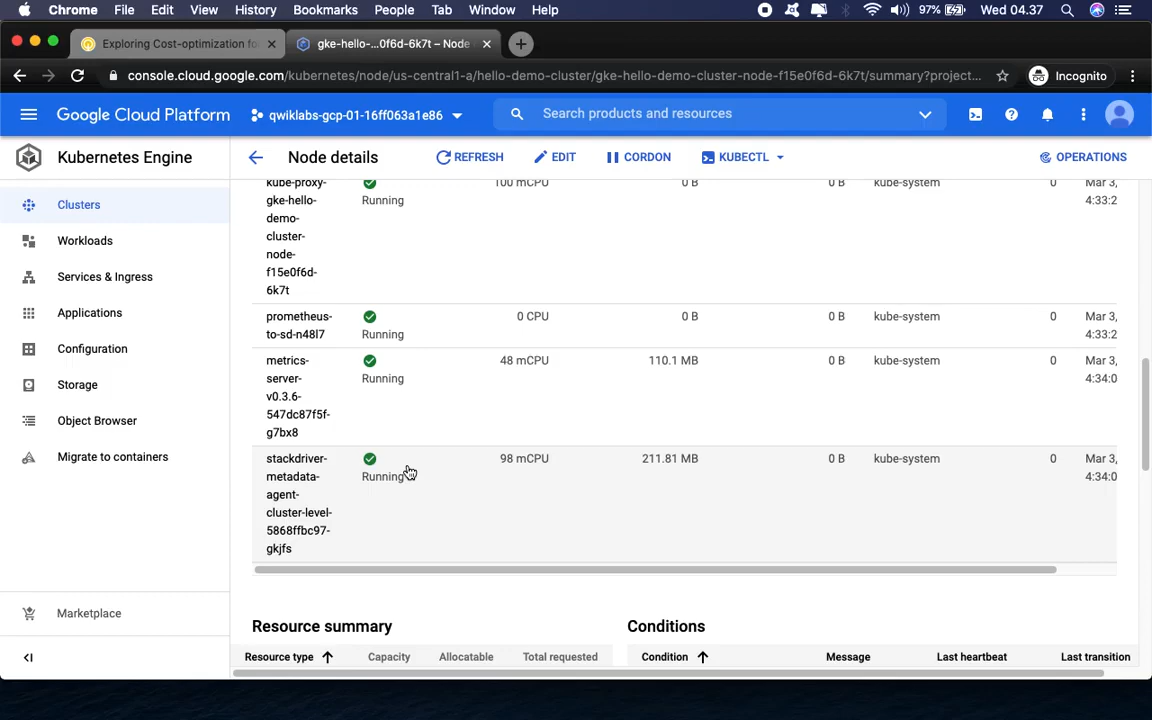 Chrome File Edit View History Bookmarks People Tab Window Help 97% Wed 04.37
Exploring Cost-optimization fo
gke-hello-...0f6d-6k7t – Node
console.cloud.google.com/kubernetes/node/us-central1-a/hello-demo-cluster/gke-hello-demo-cluster-node-f15e0f6d-6k7t/summary?project... Incognito
Google Cloud Platform qwiklabs-gcp-01-16ff063a1e86 Search products and resources
Kubernetes Engine
Node details REFRESH EDIT CORDON KUBECTL OPERATIONS
Clusters
Workloads
Services & Ingress
Applications
Configuration
Storage
Object Browser
Migrate to containers
Marketplace
kube-proxy- 100 mCPU 0 B 0 B kube-system 0 Mar 3,
gke-hello- Running 4:33:2
demo-
cluster-
node-
f15e0f6d-
6k7t
prometheus- 0 CPU 0 B 0 B kube-system 0 Mar 3,
to-sd-n48l7 Running 4:33:2
metrics- 48 mCPU 110.1 MB 0 B kube-system 0 Mar 3,
server- Running 4:34:0
v0.3.6-
547dc87f5f-
g7bx8
stackdriver- 98 mCPU 211.81 MB 0 B kube-system 0 Mar 3,
metadata- Running 4:34:0
agent-
cluster-level-
5868ffbc97-
gkjfs
Resource summary
Resource type Capacity Allocatable Total requested
Conditions
Condition Message Last heartbeat Last transition